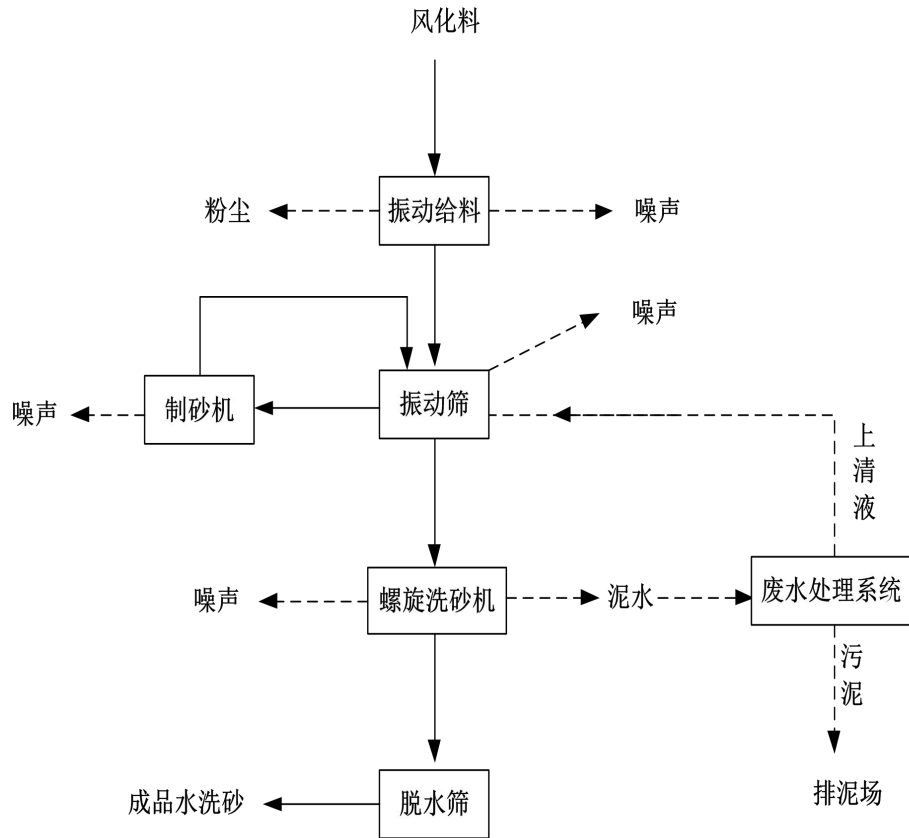 风化料
粉尘
振动给料
噪声
噪声
噪声
制砂机
振动筛
上清液
噪声
螺旋洗砂机
泥水
废水处理系统
污泥
成品水洗砂
脱水筛
排泥场